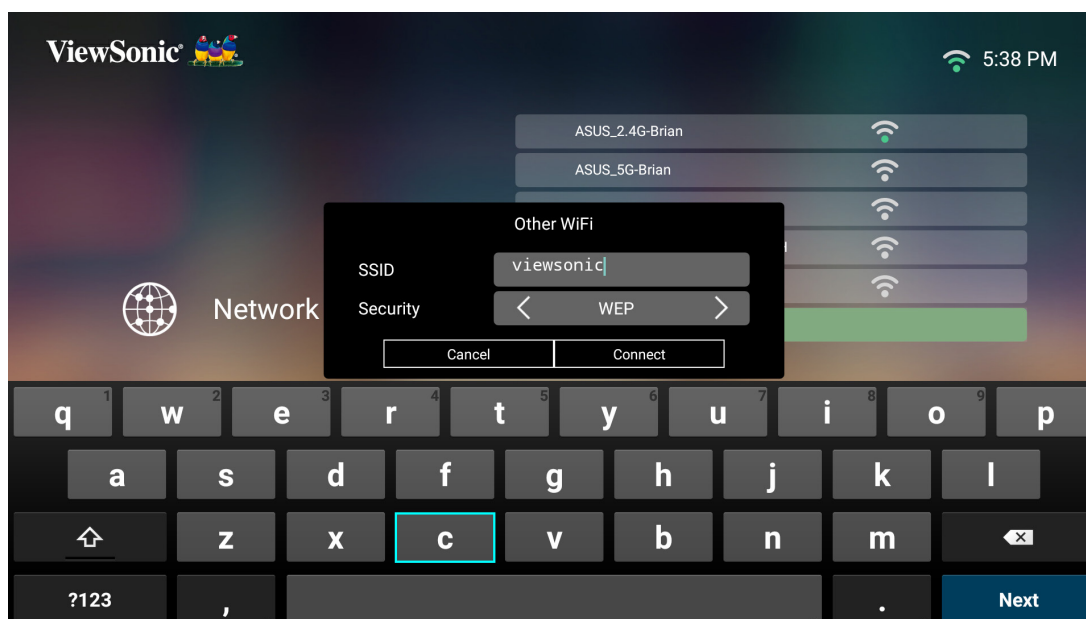 ViewSonic®
5:38 PM
ASUS_2.4G-Brian
ASUS_5G-Brian
Other WiFi
SSID
viewsonic
Security
WEP
Network
Cancel
Connect
q 1 w 2 e 3 r 4 t 5 y 6 u 7 i 8 o 9 p
a s d f g h j k l
z x c v b n m
?123 , . Next